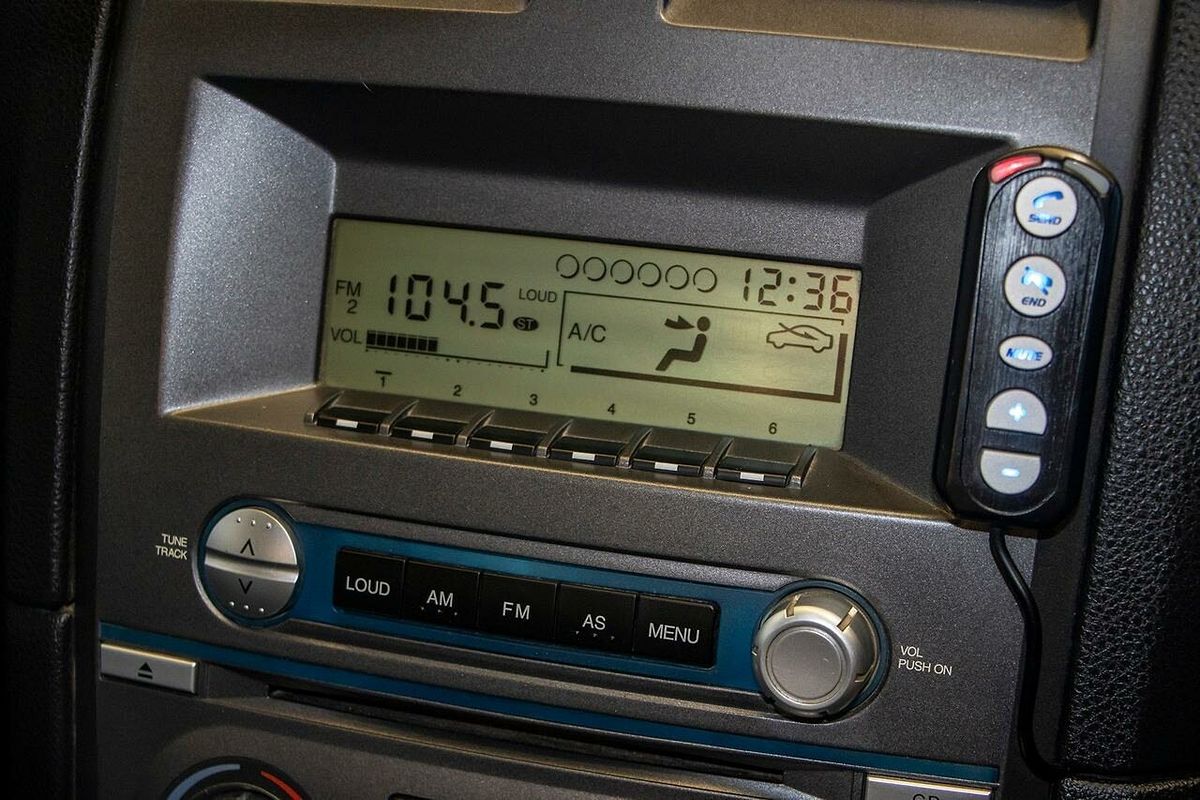 12:36
FM 104.5 LOUD
2 ST
VOL
A/C
1 2 3 4 5 6
SEND
END
MUTE
+
-
TUNE
TRACK
LOUD AM FM AS MENU
VOL
PUSH ON